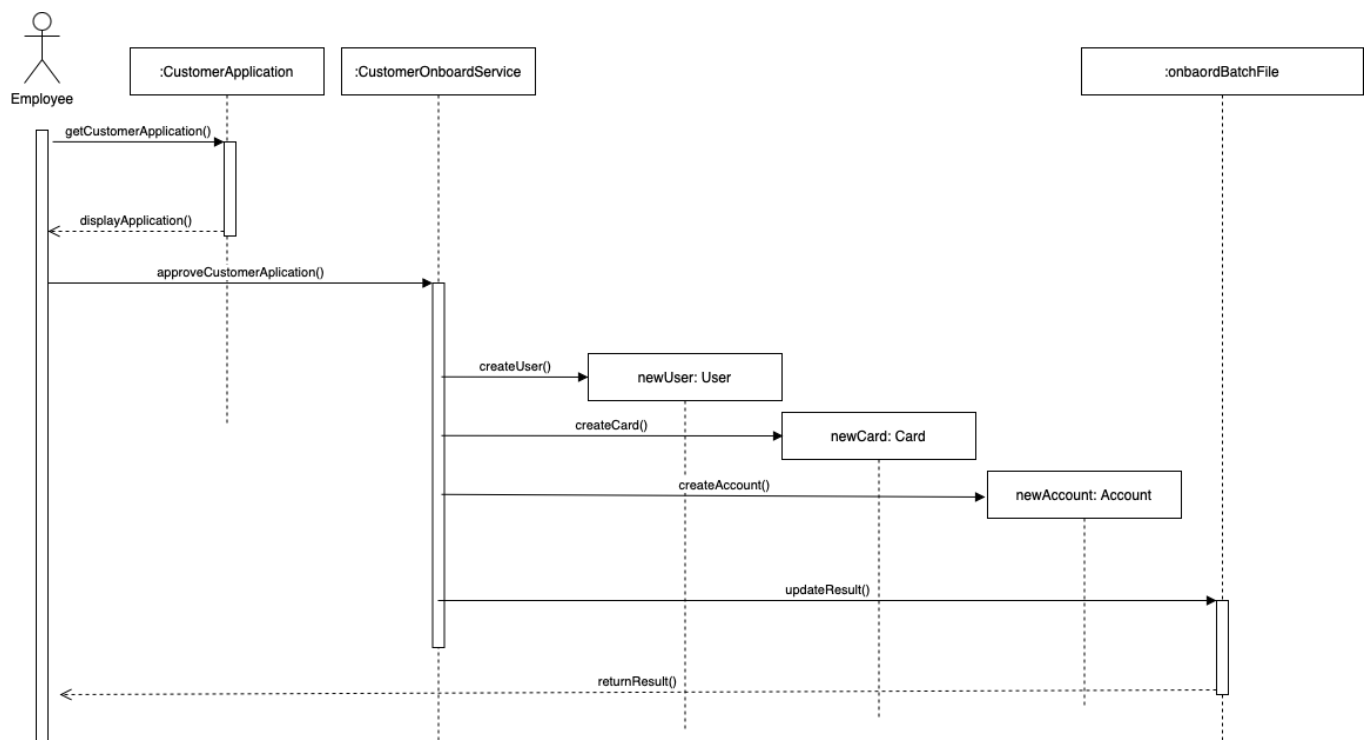 :CustomerApplication
:CustomerOnboardService
:onbaordBatchFile
Employee
getCustomerApplication()
displayApplication()
approveCustomerAplication()
createUser()
newUser: User
createCard()
newCard: Card
createAccount()
newAccount: Account
updateResult()
returnResult()